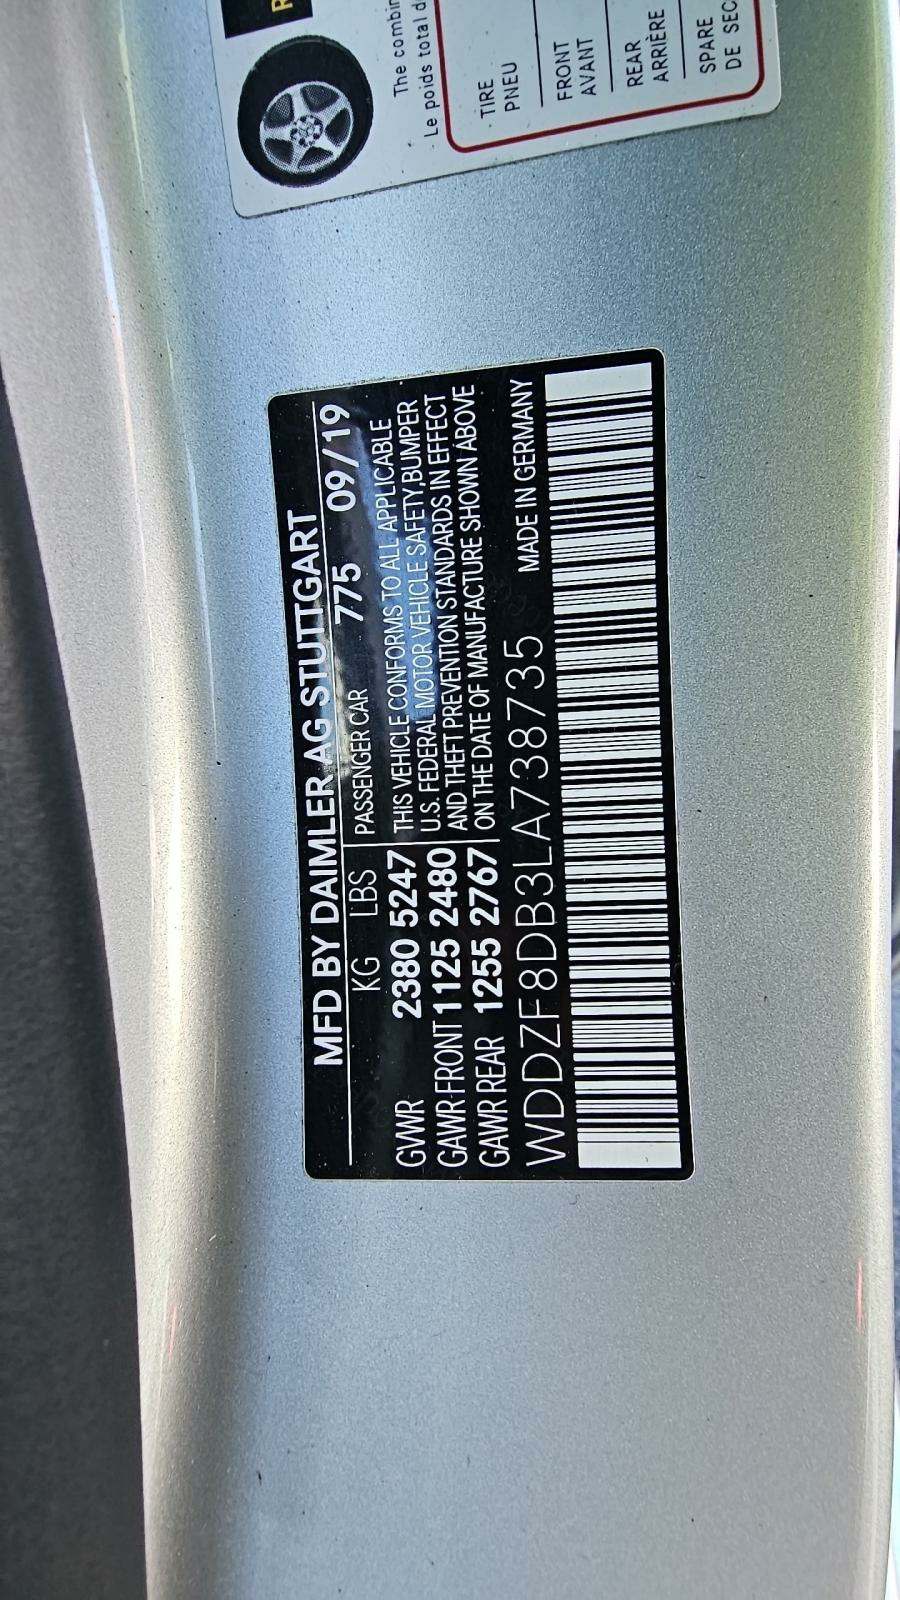 MFD BY DAIMLER AG STUTTGART
KG LBS PASSENGER CAR 775 09/19
GVWR 2380 5247 THIS VEHICLE CONFORMS TO ALL APPLICABLE
U.S. FEDERAL MOTOR VEHICLE SAFETY,BUMPER
GAWR FRONT 1125 2480 AND THEFT PREVENTION STANDARDS IN EFFECT
GAWR REAR 1255 2767 ON THE DATE OF MANUFACTURE SHOWN ABOVE
WDDZF8DB3LA738735 MADE IN GERMANY
The
Le poids total
TIRE
PNEU
FRONT
AVANT
REAR
ARRIÈRE
SPARE
DE